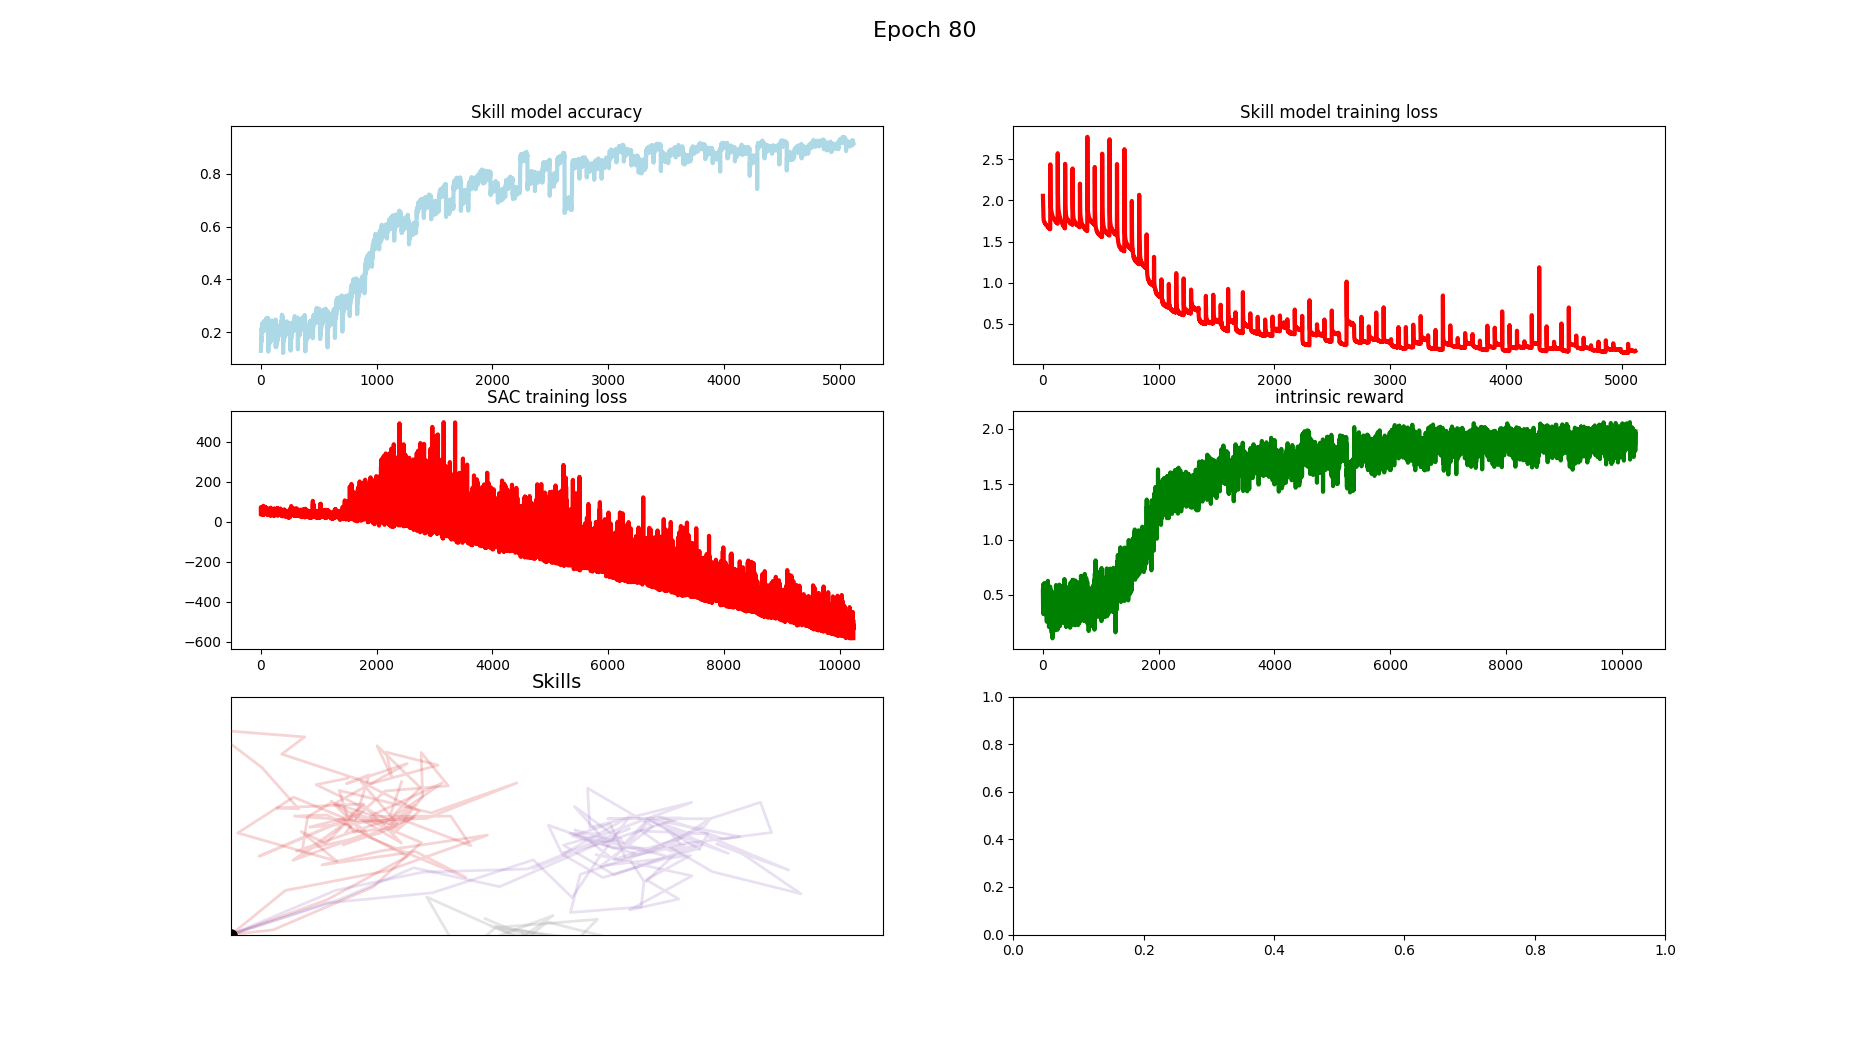 Epoch 80
Skill model accuracy
0.8
0.6
0.4
0.2
0 1000 2000 3000 4000 5000
Skill model training loss
2.5
2.0
1.5
1.0
0.5
0 1000 2000 3000 4000 5000
SAC training loss
400
200
0
−200
−400
−600
0 2000 4000 6000 8000 10000
intrinsic reward
2.0
1.5
1.0
0.5
0 2000 4000 6000 8000 10000
Skills
1.0
0.8
0.6
0.4
0.2
0.0
0.0 0.2 0.4 0.6 0.8 1.0